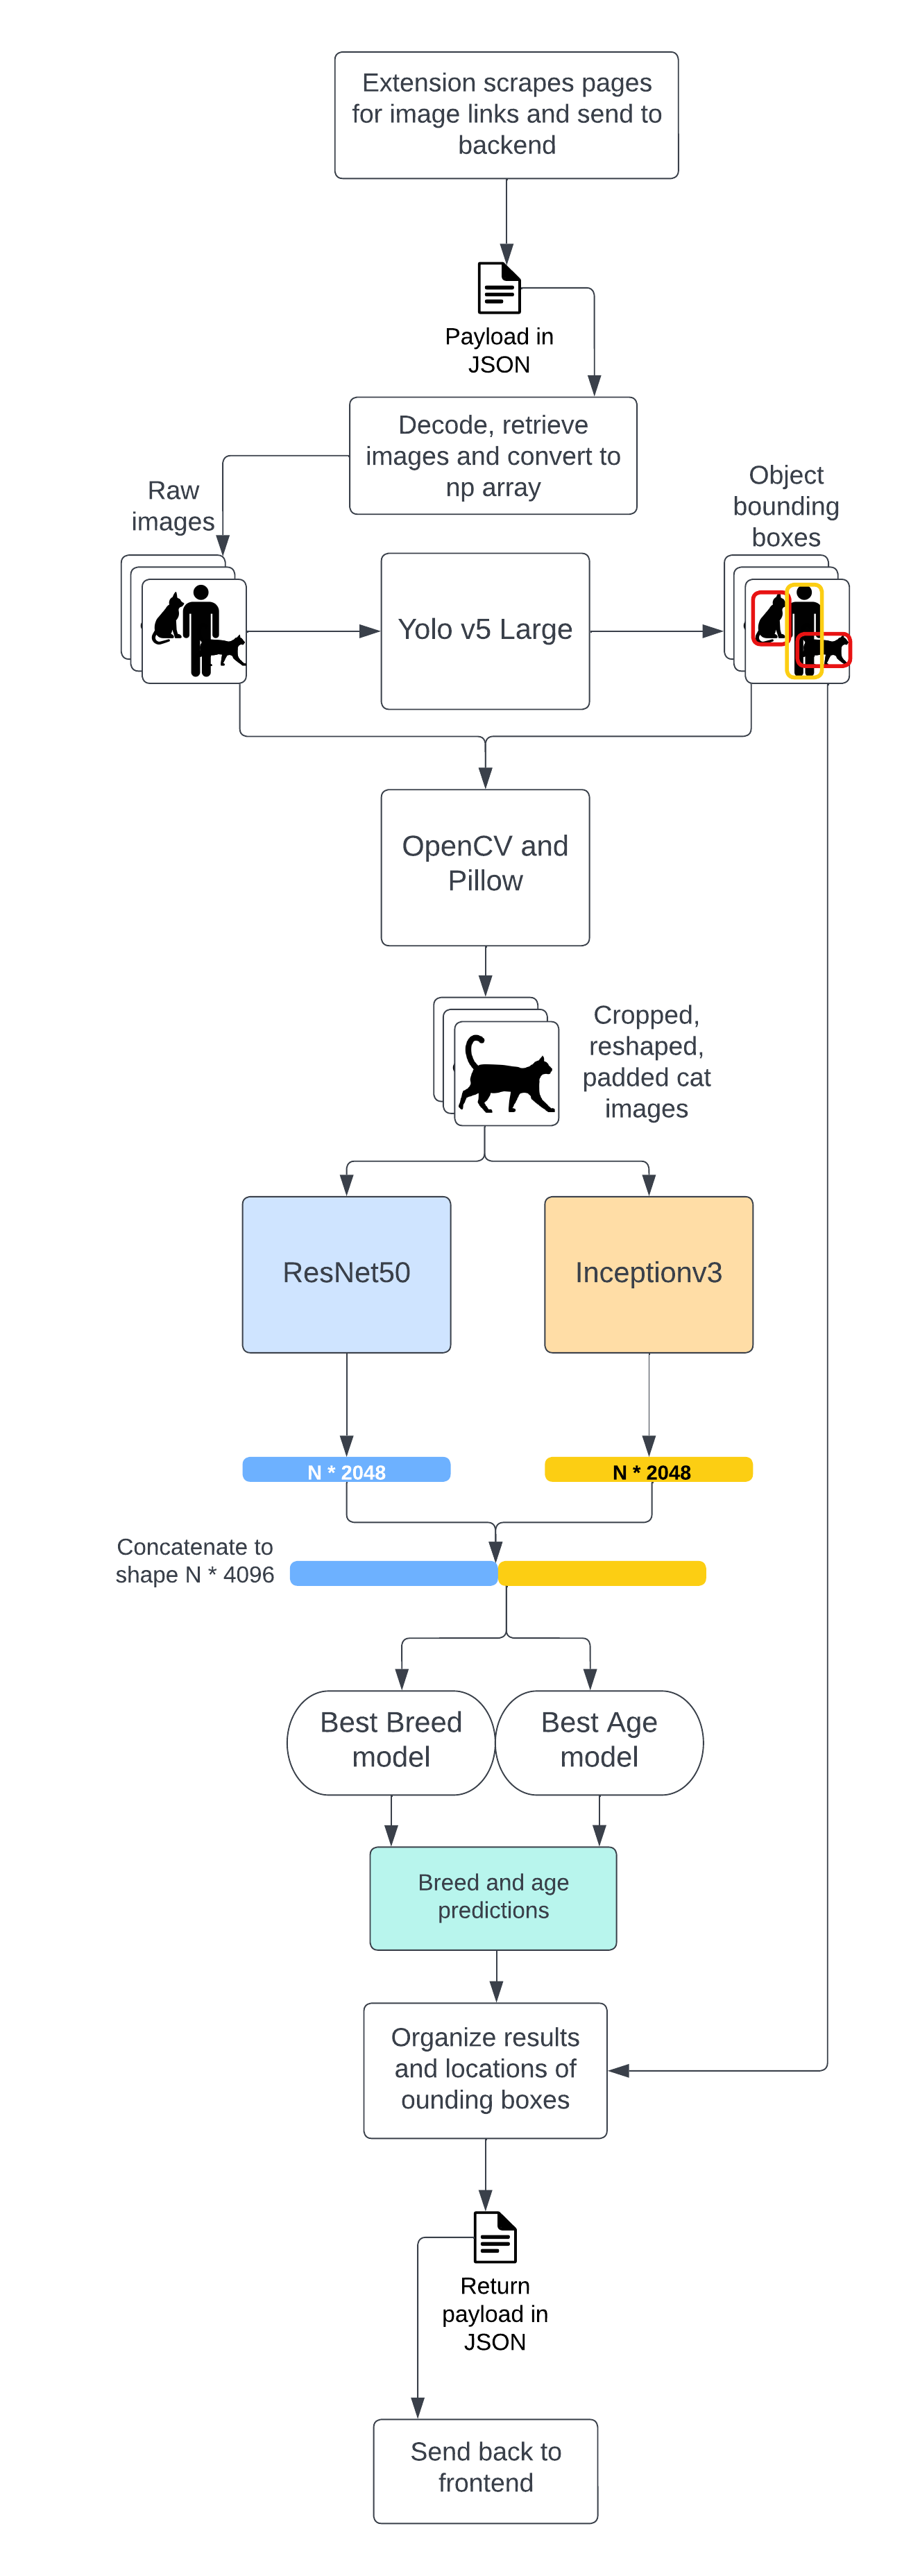 Extension scrapes pages
for image links and send to
backend
Payload in
JSON
Decode, retrieve
images and convert to
np array
Raw
images
Object
bounding
boxes
Yolo v5 Large
OpenCV and
Pillow
Cropped,
reshaped,
padded cat
images
ResNet50
Inceptionv3
N * 2048
N * 2048
Concatenate to
shape N * 4096
Best Breed
model
Best Age
model
Breed and age
predictions
Organize results
and locations of
ounding boxes
Return
payload in
JSON
Send back to
frontend